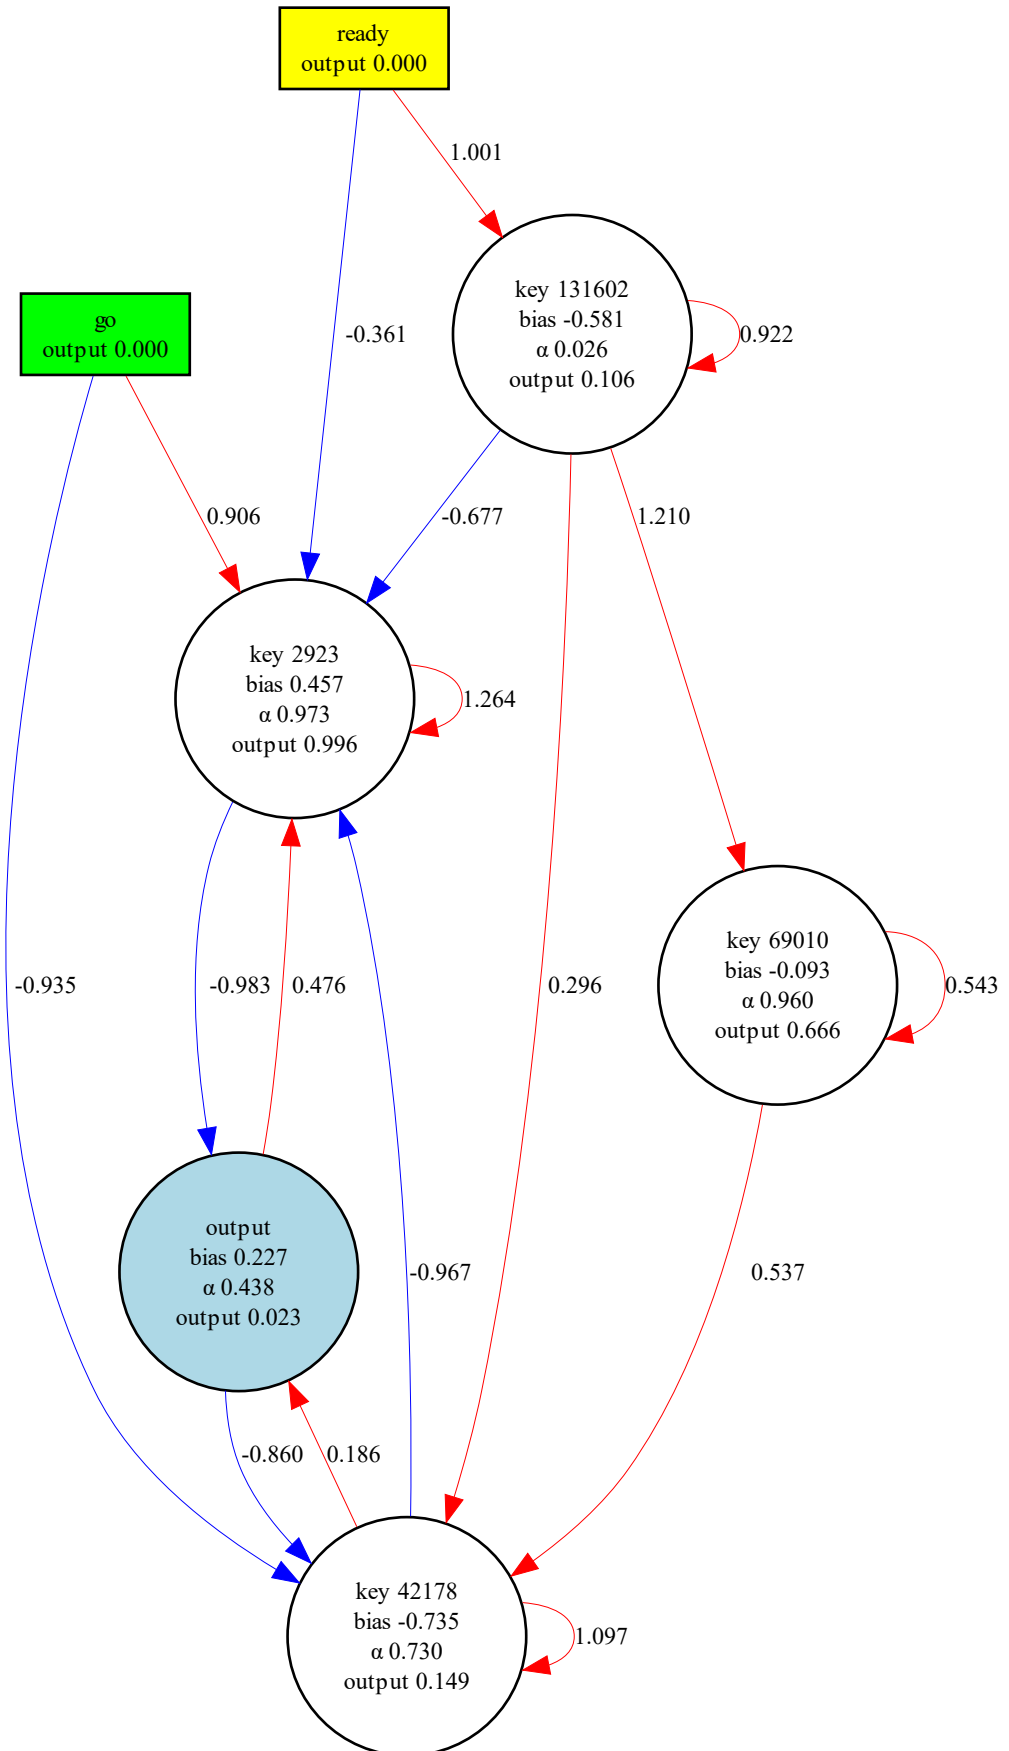 ready
output 0.000
1.001
key 131602
bias -0.581
α 0.026
output 0.106
0.922
go
output 0.000
-0.361
0.906
-0.677
1.210
key 2923
bias 0.457
α 0.973
output 0.996
1.264
-0.935
-0.983
0.476
0.296
key 69010
bias -0.093
α 0.960
output 0.666
0.543
output
bias 0.227
α 0.438
output 0.023
-0.967
0.537
-0.860
0.186
key 42178
bias -0.735
α 0.730
output 0.149
1.097